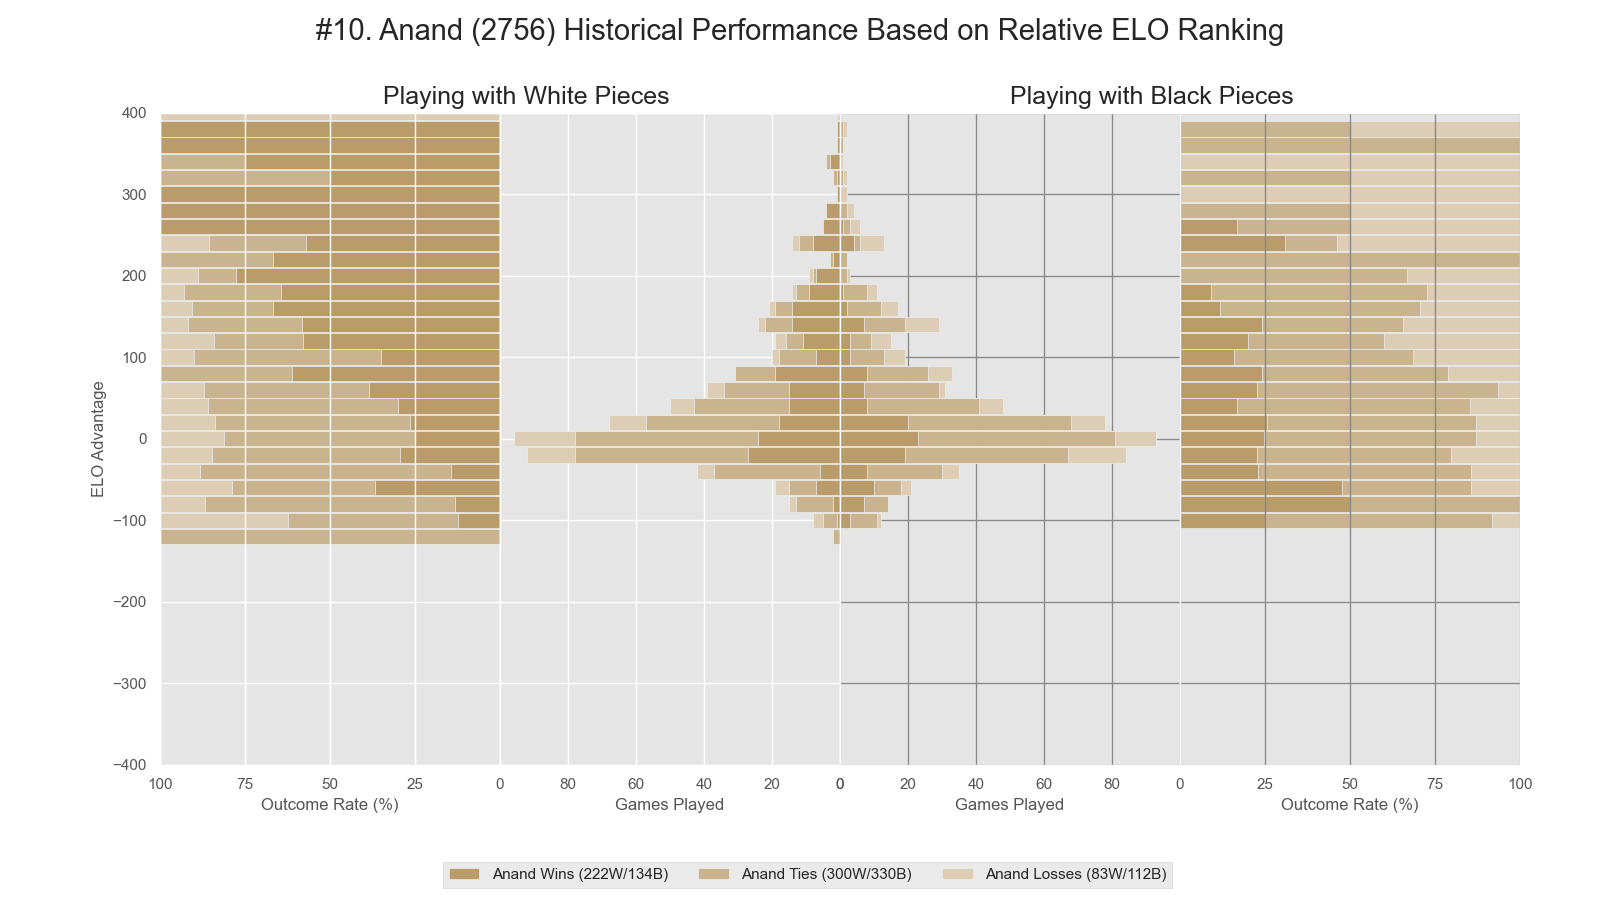 #10. Anand (2756) Historical Performance Based on Relative ELO Ranking
Playing with White Pieces
Playing with Black Pieces
ELO Advantage
400
300
200
100
0
−100
−200
−300
−400
100 75 50 25 0 80 60 40 20 0 0 20 40 60 80 0 25 50 75 100
Outcome Rate (%)
Games Played
Games Played
Outcome Rate (%)
Anand Wins (222W/134B)
Anand Ties (300W/330B)
Anand Losses (83W/112B)